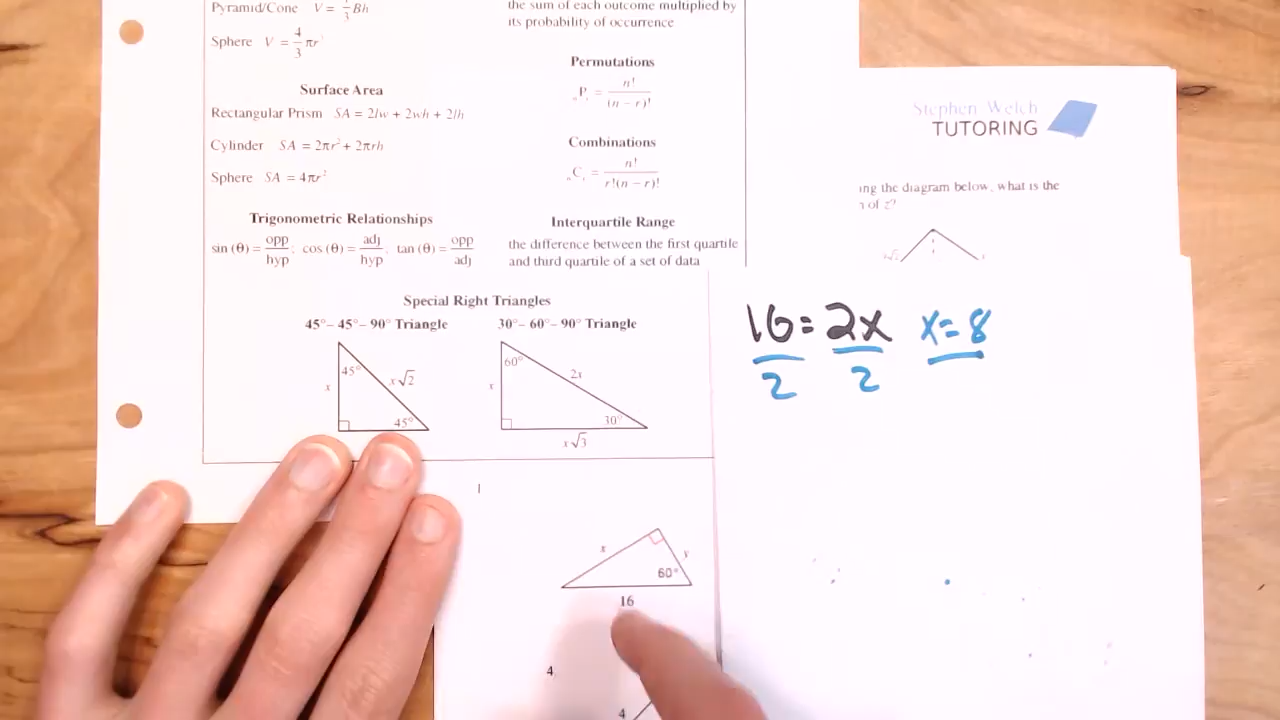 Pyramid/Cone V = 1/3 Bh
Sphere V = 4/3 πr³
Surface Area
Rectangular Prism SA = 2lw + 2wh + 2lh
Cylinder SA = 2πr² + 2πrh
Sphere SA = 4πr²
Trigonometric Relationships
sin (θ) = opp/hyp; cos (θ) = adj/hyp; tan (θ) = opp/adj
the sum of each outcome multiplied by
its probability of occurrence
Permutations
ₙPᵣ = n!/(n − r)!
Combinations
ₙCᵣ = n!/r!(n − r)!
Interquartile Range
the difference between the first quartile
and third quartile of a set of data
Special Right Triangles
45°– 45°– 90° Triangle
x
45°
x√2
45°
30°– 60°– 90° Triangle
60°
x
2x
30°
x√3
Stephen Welch
TUTORING
ing the diagram below, what is the
of z?
16 = 2x x = 8
2 2
1
x
y
60°
16
4
4